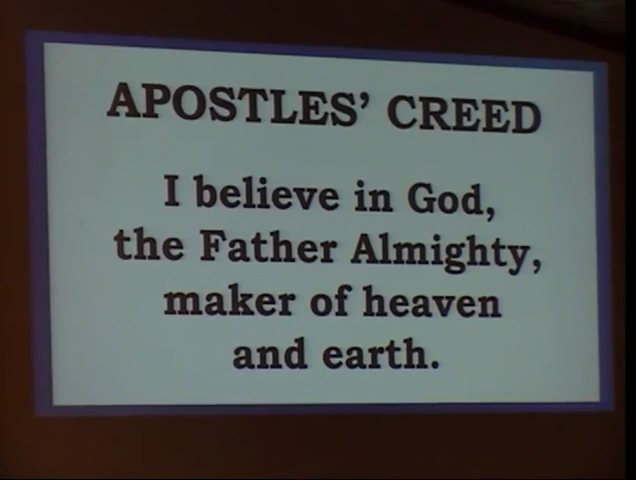 APOSTLES’ CREED
I believe in God,
the Father Almighty,
maker of heaven
and earth.